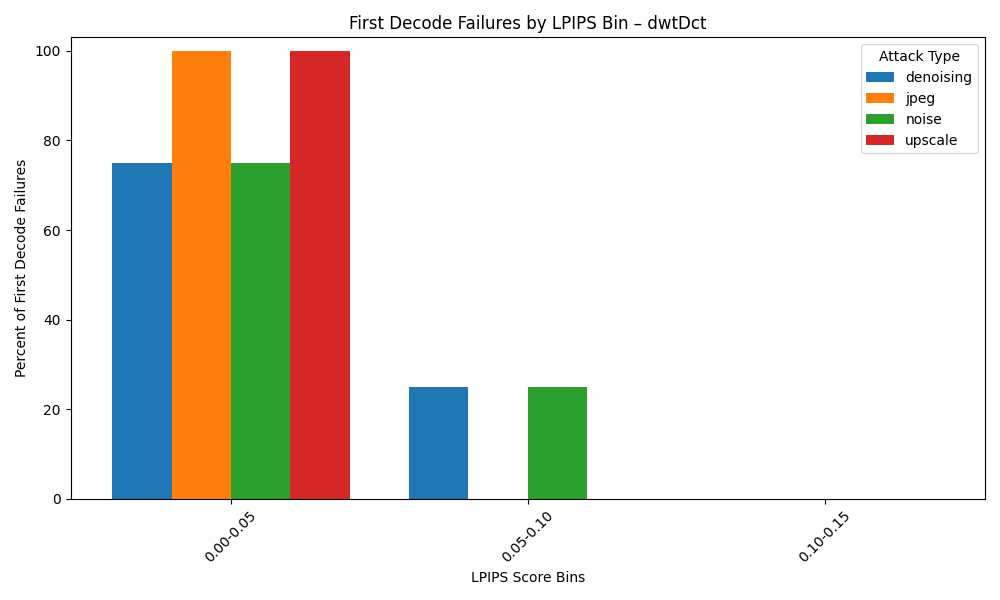 First Decode Failures by LPIPS Bin – dwtDct
Percent of First Decode Failures
100
80
60
40
20
0
Attack Type
denoising
jpeg
noise
upscale
0.00-0.05
0.05-0.10
0.10-0.15
LPIPS Score Bins